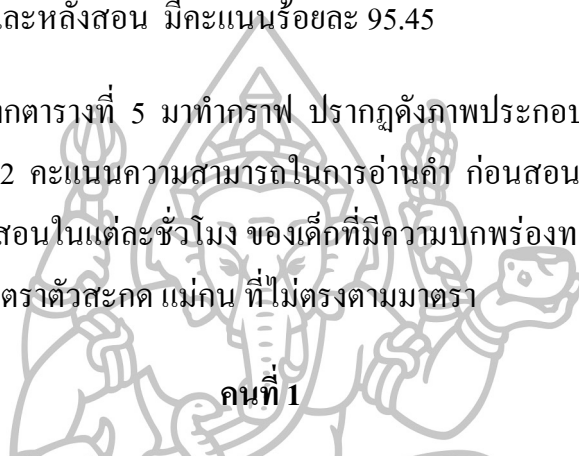 ละหลังสอน มีคะแนนร้อยละ 95.45
กตารางที่ 5 มาทำกราฟ ปรากฏดังภาพประกอบ
2 คะแนนความสามารถในการอ่านคำ ก่อนสอน
สอนในแต่ละชั่วโมง ของเด็กที่มีความบกพร่องท
ตราตัวสะกด แม่กน ที่ไม่ตรงตามมาตรา
คนที่ 1